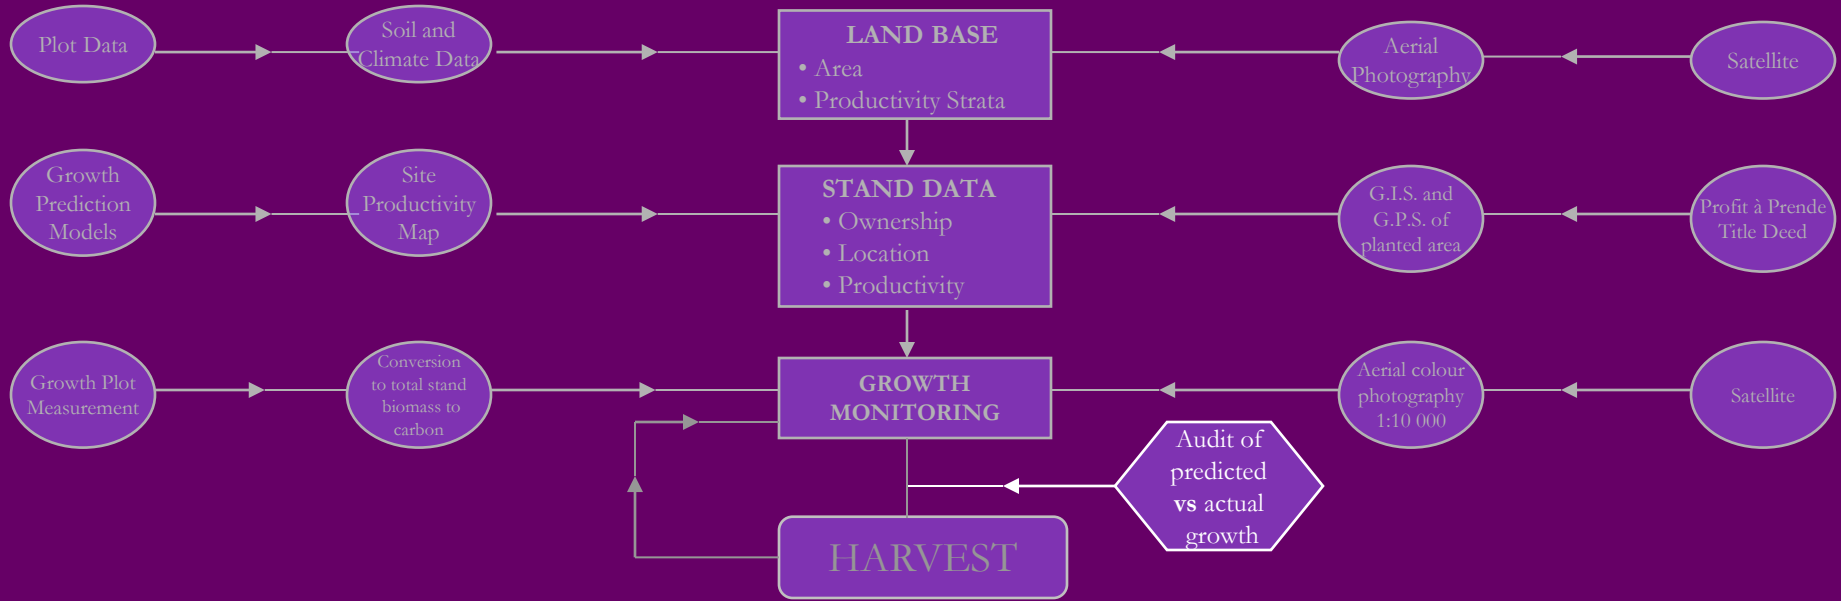 Plot Data
Soil and
Climate Data
LAND BASE
• Area
• Productivity Strata
Aerial
Photography
Satellite
Growth
Prediction
Models
Site
Productivity
Map
STAND DATA
• Ownership
• Location
• Productivity
G.I.S. and
G.P.S. of
planted area
Profit à Prende
Title Deed
Growth Plot
Measurement
Conversion
to total stand
biomass to
carbon
GROWTH
MONITORING
Aerial colour
photography
1:10 000
Satellite
Audit of
predicted
vs actual
growth
HARVEST